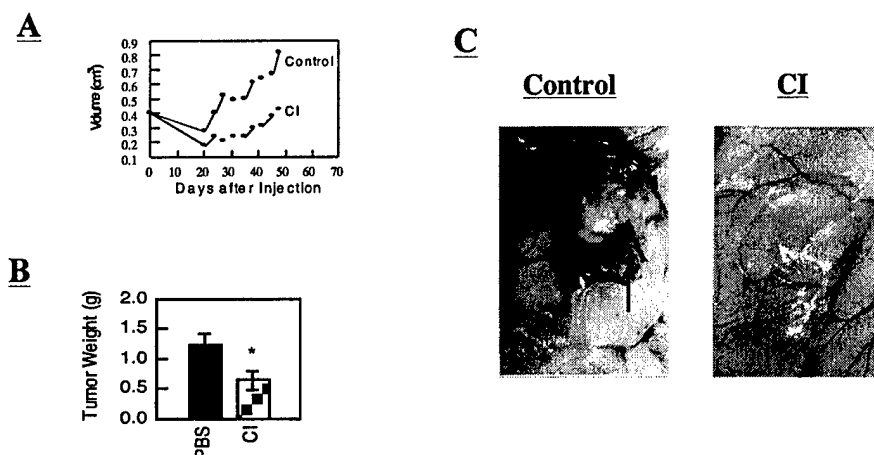 A
0.9
0.8
0.7
0.6
0.5
0.4
0.3
0.2
0.1
Volume(cm³)
Control
CI
0 10 20 30 40 50 60 70
Days after Injection
B
2.0
1.5
1.0
0.5
0.0
Tumor Weight (g)
*
PBS
CI
C
Control CI